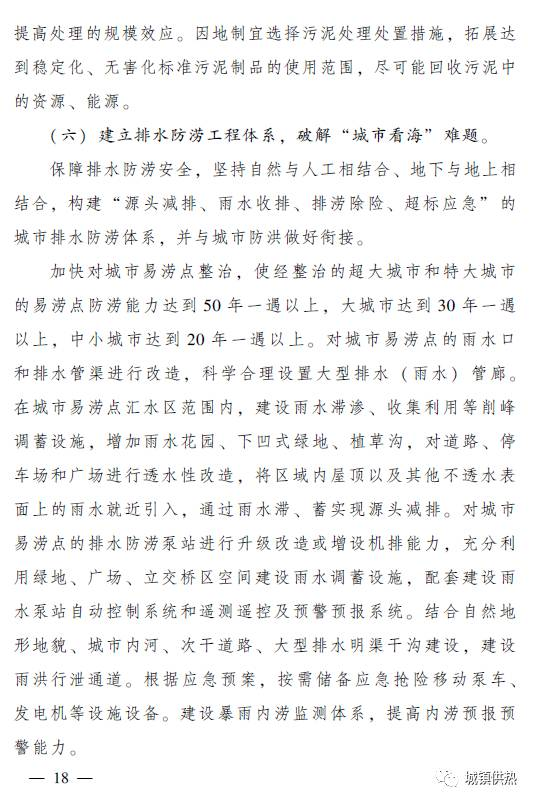 提高处理的规模效应。因地制宜选择污泥处理处置措施，拓展达
到稳定化、无害化标准污泥制品的使用范围，尽可能回收污泥中
的资源、能源。
（六）建立排水防涝工程体系，破解“城市看海”难题。
保障排水防涝安全，坚持自然与人工相结合、地下与地上相
结合，构建“源头减排、雨水收排、排涝除险、超标应急”的
城市排水防涝体系，并与城市防洪做好衔接。
加快对城市易涝点整治，使经整治的超大城市和特大城市
的易涝点防涝能力达到 50 年一遇以上，大城市达到 30 年一遇
以上，中小城市达到 20 年一遇以上。对城市易涝点的雨水口
和排水管渠进行改造，科学合理设置大型排水（雨水）管廊。
在城市易涝点汇水区范围内，建设雨水滞渗、收集利用等削峰
调蓄设施，增加雨水花园、下凹式绿地、植草沟，对道路、停
车场和广场进行透水性改造，将区域内屋顶以及其他不透水表
面上的雨水就近引入，通过雨水滞、蓄实现源头减排。对城市
易涝点的排水防涝泵站进行升级改造或增设机排能力，充分利
用绿地、广场、立交桥区空间建设雨水调蓄设施，配套建设雨
水泵站自动控制系统和遥测遥控及预警预报系统。结合自然地
形地貌、城市内河、次干道路、大型排水明渠干沟建设，建设
雨洪行泄通道。根据应急预案，按需储备应急抢险移动泵车、
发电机等设施设备。建设暴雨内涝监测体系，提高内涝预报预
警能力。
— 18 —
城镇供热